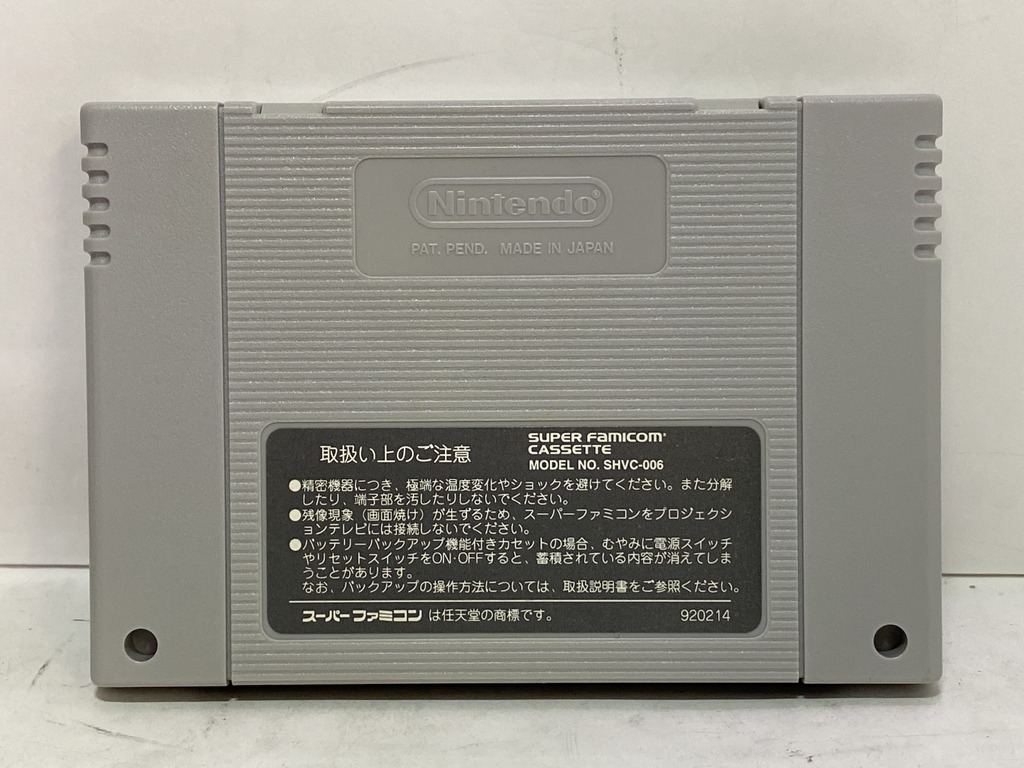 Nintendo®
PAT. PEND. MADE IN JAPAN
取扱い上のご注意
SUPER FAMICOM®
CASSETTE
MODEL NO. SHVC-006
●精密機器につき、極端な温度変化やショックを避けてください。また分解
したり、端子部を汚したりしないでください。
●残像現象（画面焼け）が生ずるため、スーパーファミコンをプロジェクシ
ョンテレビには接続しないでください。
●バッテリーバックアップ機能付きカセットの場合、むやみに電源スイッチ
やリセットスイッチをON・OFFすると、蓄積されている内容が消えてしま
うことがあります。
なお、バックアップの操作方法については、取扱説明書をご参照ください。
スーパーファミコン は任天堂の商標です。 920214